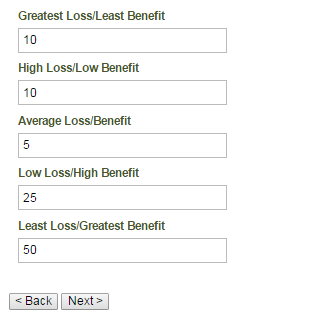 Greatest Loss/Least Benefit
10
High Loss/Low Benefit
10
Average Loss/Benefit
5
Low Loss/High Benefit
25
Least Loss/Greatest Benefit
50
< Back Next >